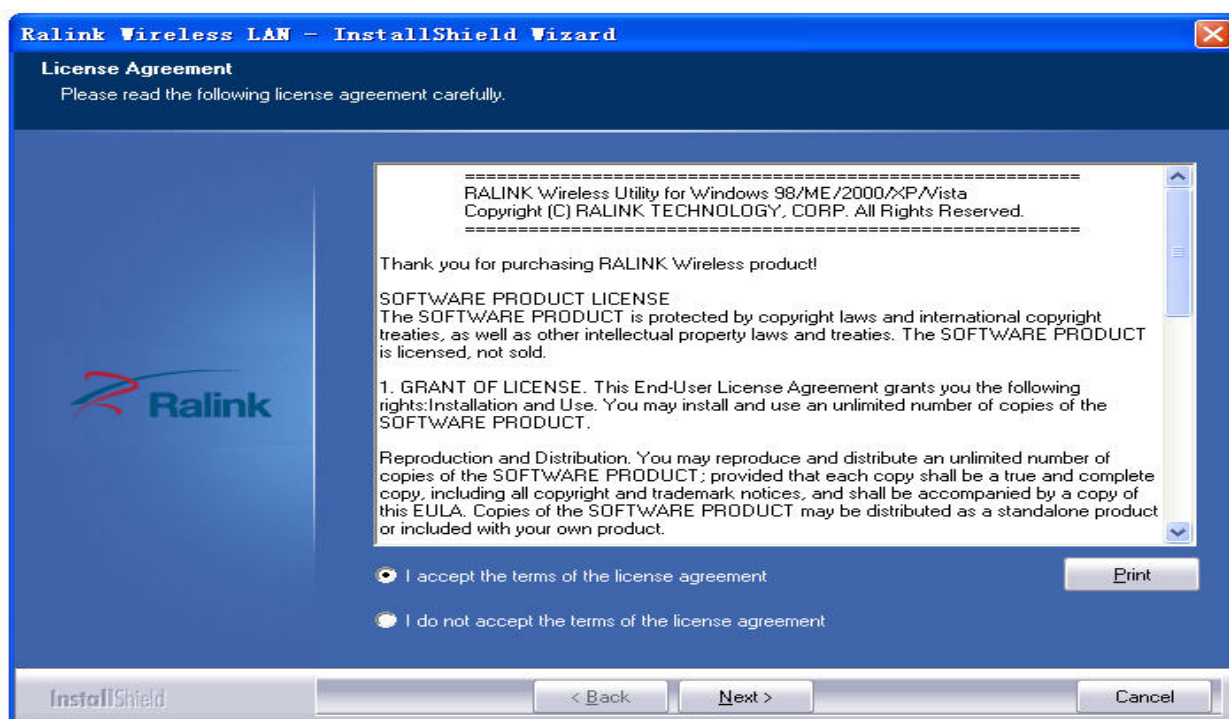 Ralink Wireless LAN - InstallShield Wizard
License Agreement
Please read the following license agreement carefully.
===========================================================
RALINK Wireless Utility for Windows 98/ME/2000/XP/Vista
Copyright (C) RALINK TECHNOLOGY, CORP. All Rights Reserved.
===========================================================
Thank you for purchasing RALINK Wireless product!
SOFTWARE PRODUCT LICENSE
The SOFTWARE PRODUCT is protected by copyright laws and international copyright
treaties, as well as other intellectual property laws and treaties. The SOFTWARE PRODUCT
is licensed, not sold.
1. GRANT OF LICENSE. This End-User License Agreement grants you the following
rights:Installation and Use. You may install and use an unlimited number of copies of the
SOFTWARE PRODUCT.
Reproduction and Distribution. You may reproduce and distribute an unlimited number of
copies of the SOFTWARE PRODUCT; provided that each copy shall be a true and complete
copy, including all copyright and trademark notices, and shall be accompanied by a copy of
this EULA. Copies of the SOFTWARE PRODUCT may be distributed as a standalone product
or included with your own product.
Ralink
I accept the terms of the license agreement
Print
I do not accept the terms of the license agreement
InstallShield
< Back
Next >
Cancel